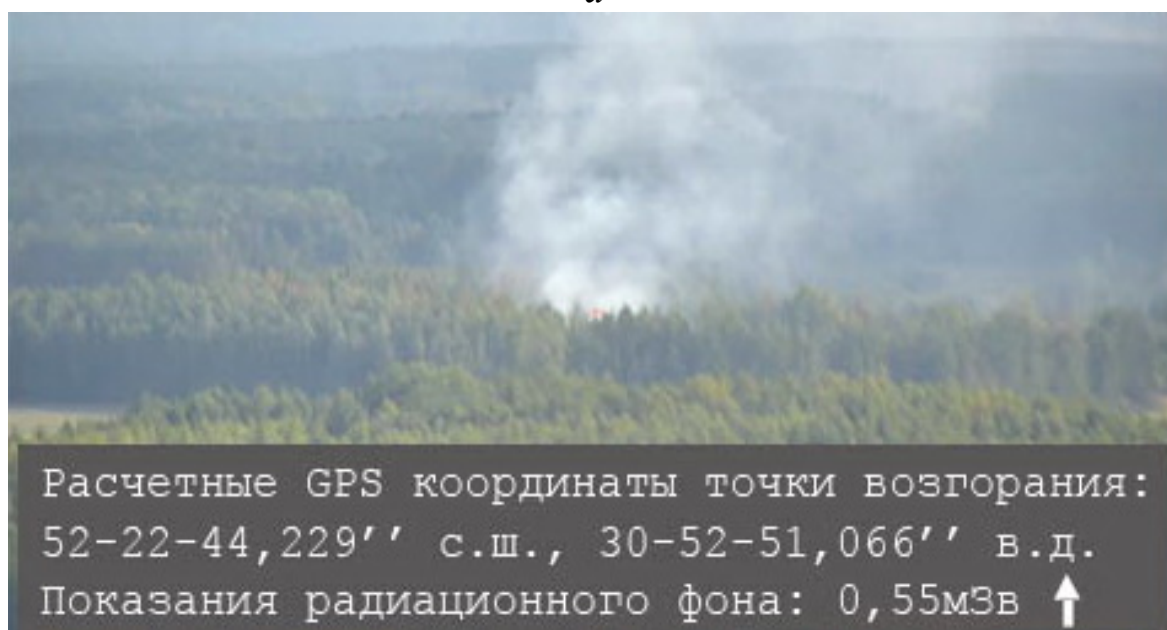 Расчетные GPS координаты точки возгорания:
52-22-44,229’’ с.ш., 30-52-51,066’’ в.д.
Показания радиационного фона: 0,55мЗв